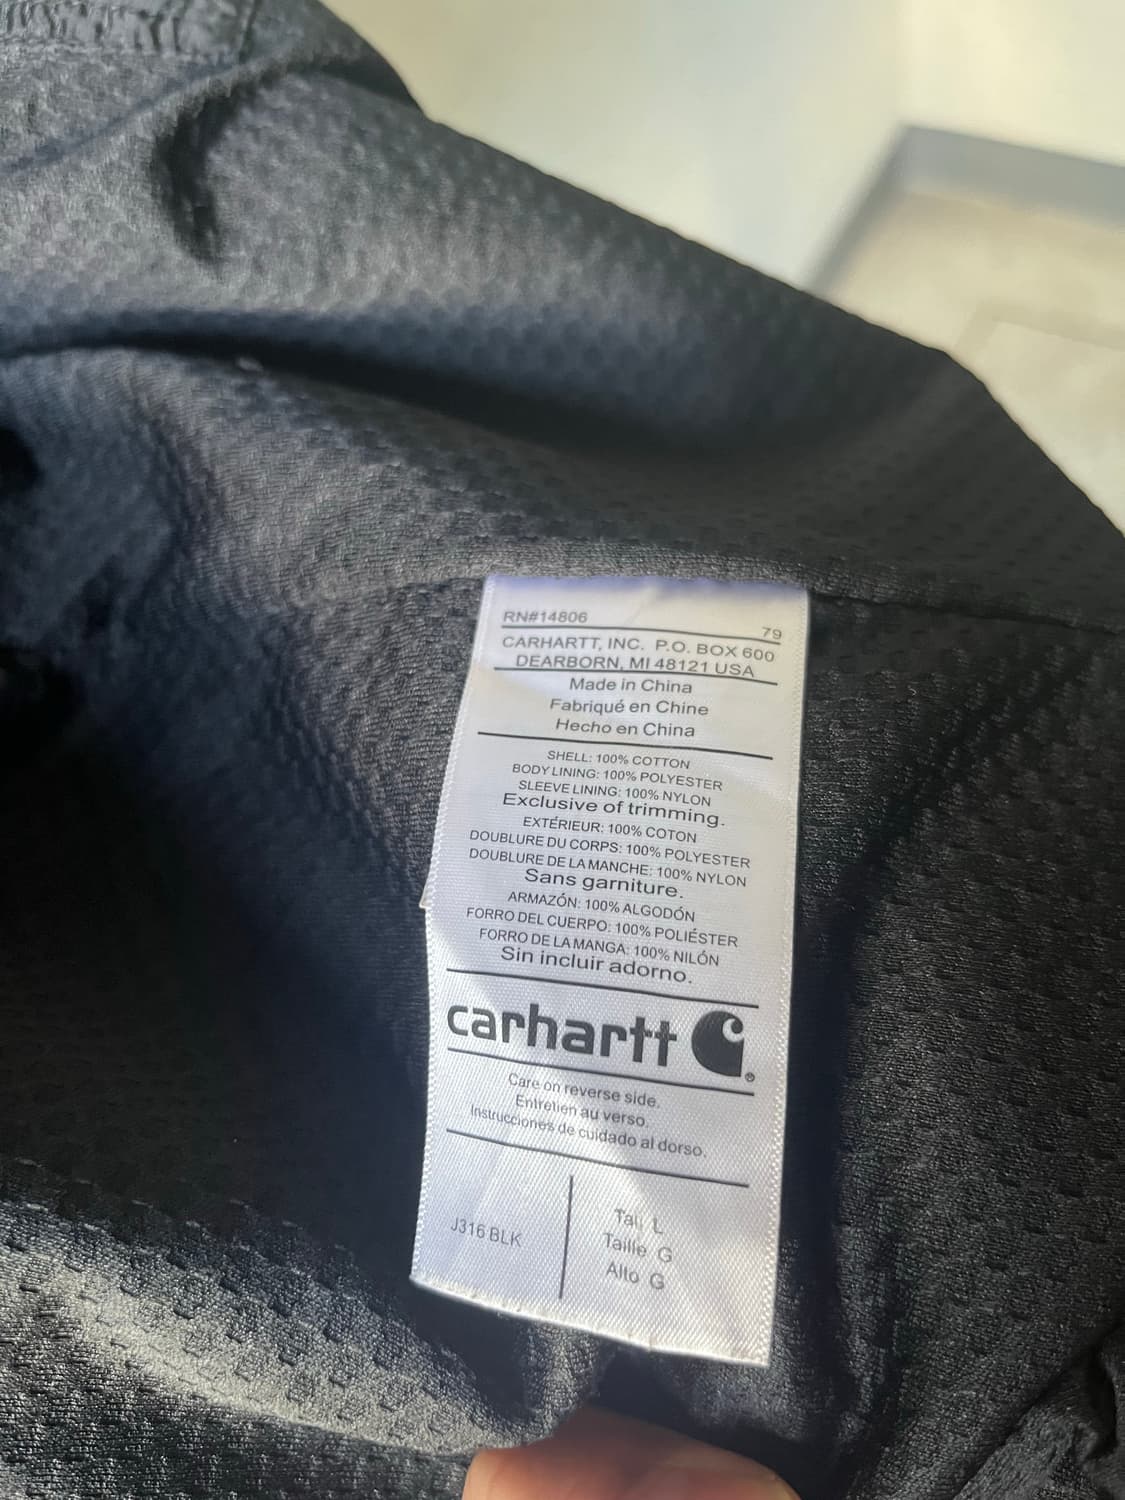 RN#14806 79
CARHARTT, INC. P.O. BOX 600
DEARBORN, MI 48121 USA
Made in China
Fabriqué en Chine
Hecho en China
SHELL: 100% COTTON
BODY LINING: 100% POLYESTER
SLEEVE LINING: 100% NYLON
Exclusive of trimming.
EXTÉRIEUR: 100% COTON
DOUBLURE DU CORPS: 100% POLYESTER
DOUBLURE DE LA MANCHE: 100% NYLON
Sans garniture.
ARMAZÓN: 100% ALGODÓN
FORRO DEL CUERPO: 100% POLIÉSTER
FORRO DE LA MANGA: 100% NILÓN
Sin incluir adorno.
carhartt
Care on reverse side.
Entretien au verso.
Instrucciones de cuidado al dorso.
J316 BLK
Tall L
Taille G
Alto G